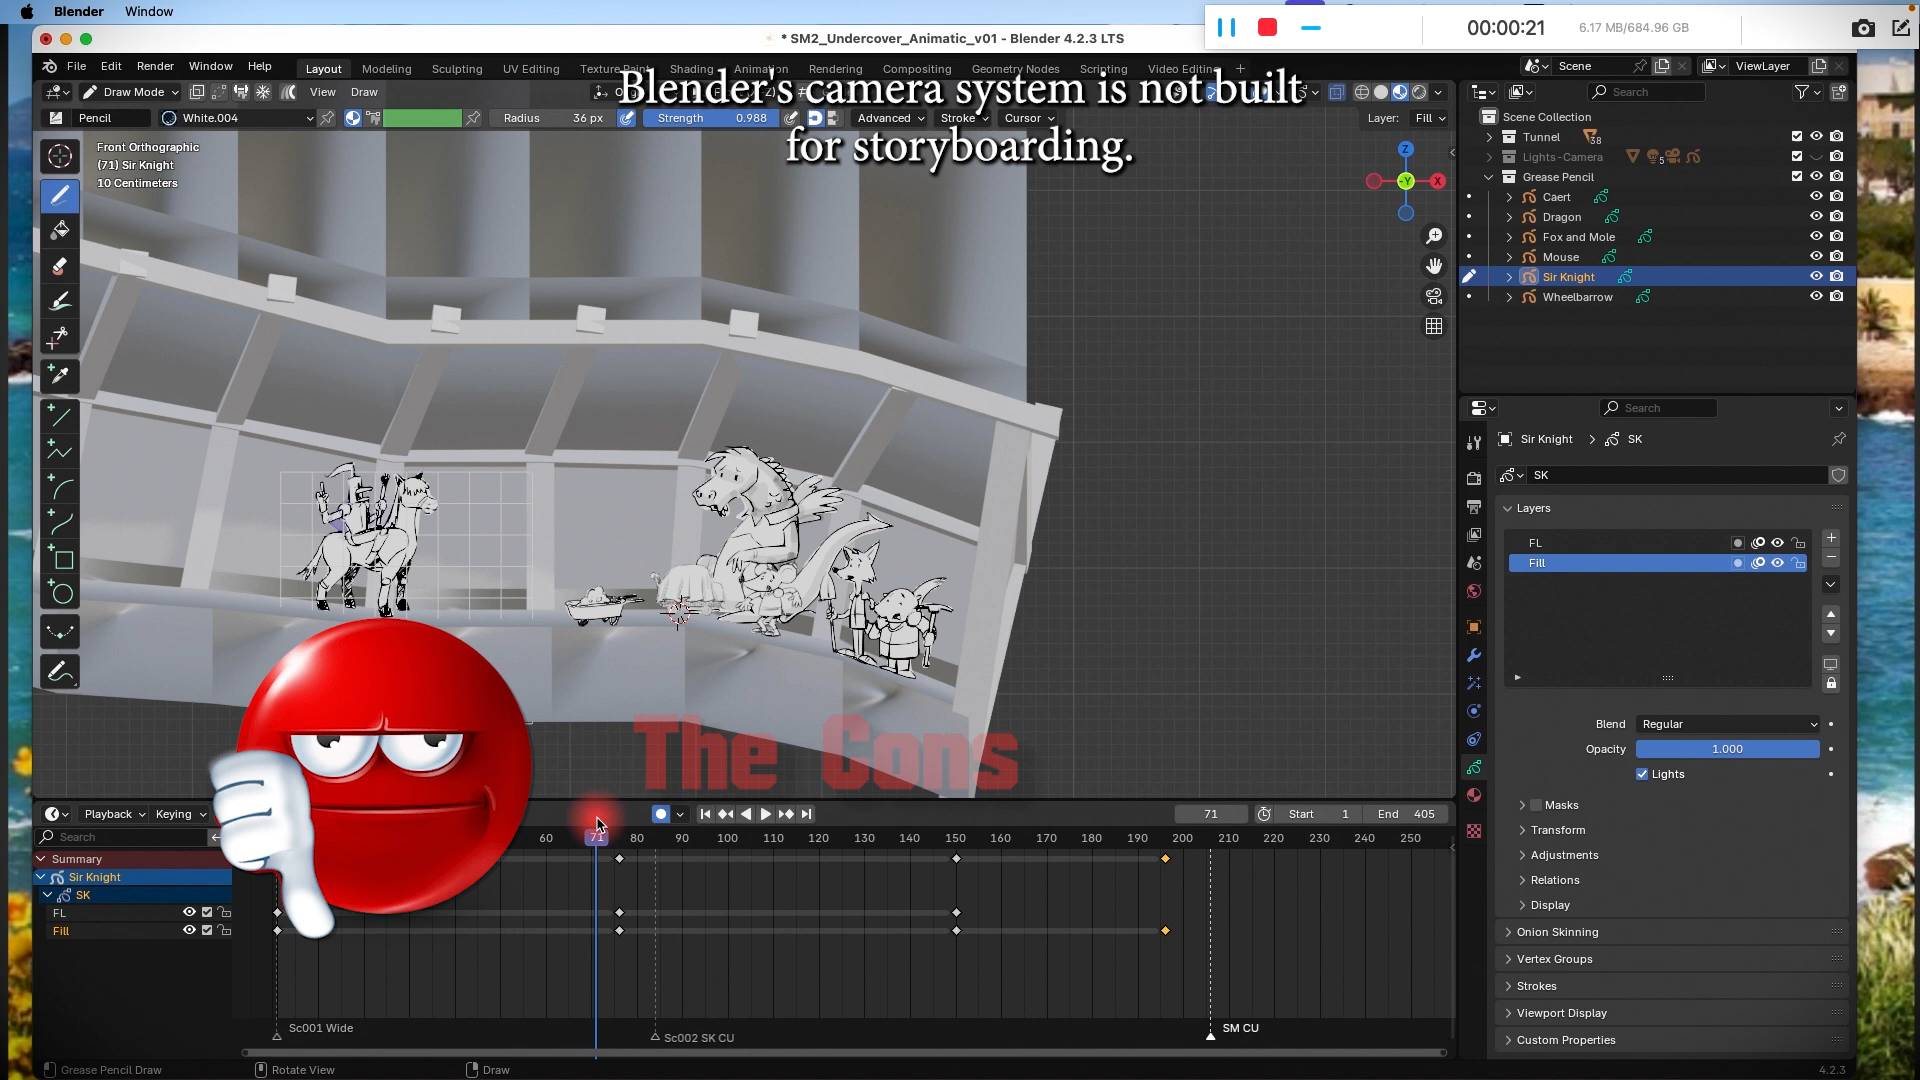 Blender Window
* SM2_Undercover_Animatic_v01 - Blender 4.2.3 LTS
00:00:21 6.17 MB/684.96 GB
File Edit Render Window Help Layout Modeling Sculpting UV Editing Shading Animation Rendering Compositing Geometry Nodes Scripting Video Scene ViewLayer
Blender's camera system is not built
for storyboarding.
Draw Mode View Draw Search
Pencil White.004 Radius 36 px Strength 0.988 Advanced Stroke Cursor Layer: Fill
Front Orthographic
(71) Sir Knight
10 Centimeters
Z
-Y X
Scene Collection
Tunnel 38
Lights-Camera 5
Grease Pencil
Caert
Dragon
Fox and Mole
Mouse
Sir Knight
Wheelbarrow
Search
Sir Knight SK
SK
Layers
FL
Fill
Blend Regular
Opacity 1.000
Lights
Masks
Transform
Adjustments
Relations
Display
Onion Skinning
Vertex Groups
Strokes
Viewport Display
Custom Properties
The Cons
Playback Keying 71 Start 1 End 405
Search 60 71 80 90 100 110 120 130 140 150 160 170 180 190 200 210 220 230 240 250
Summary
Sir Knight
SK
FL
Fill
Sc001 Wide
Sc002 SK CU
SM CU
Grease Pencil Draw Rotate View Draw 4.2.3